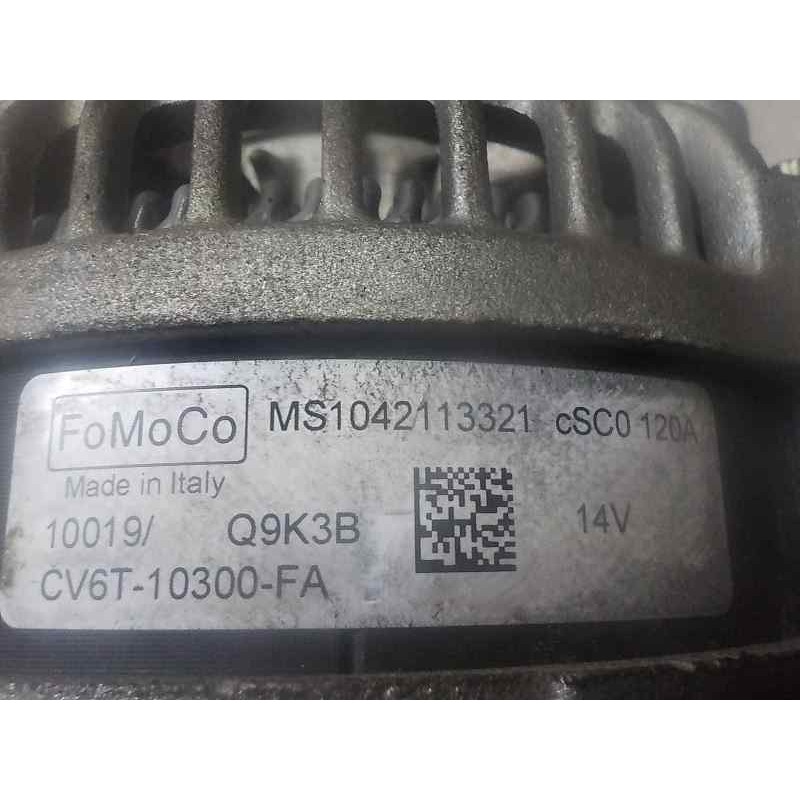 FoMoCo MS1042113321 cSC0 120A
Made in Italy
10019/ Q9K3B 14V
CV6T-10300-FA